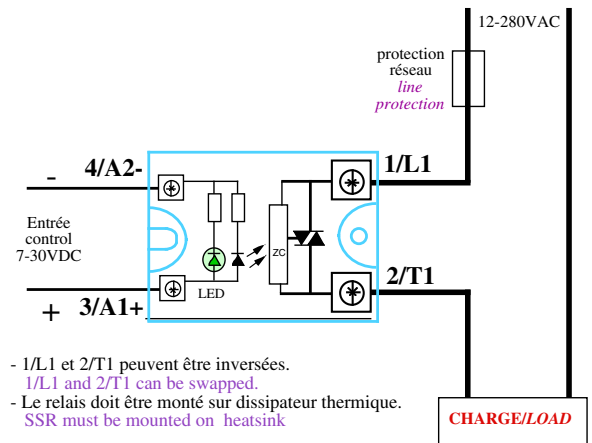 12-280VAC
protection
réseau
line
protection
4/A2-
1/L1
-
Entrée
control
7-30VDC
ZC
LED
+
3/A1+
2/T1
- 1/L1 et 2/T1 peuvent être inversées.
1/L1 and 2/T1 can be swapped.
- Le relais doit être monté sur dissipateur thermique.
SSR must be mounted on heatsink
CHARGE/LOAD